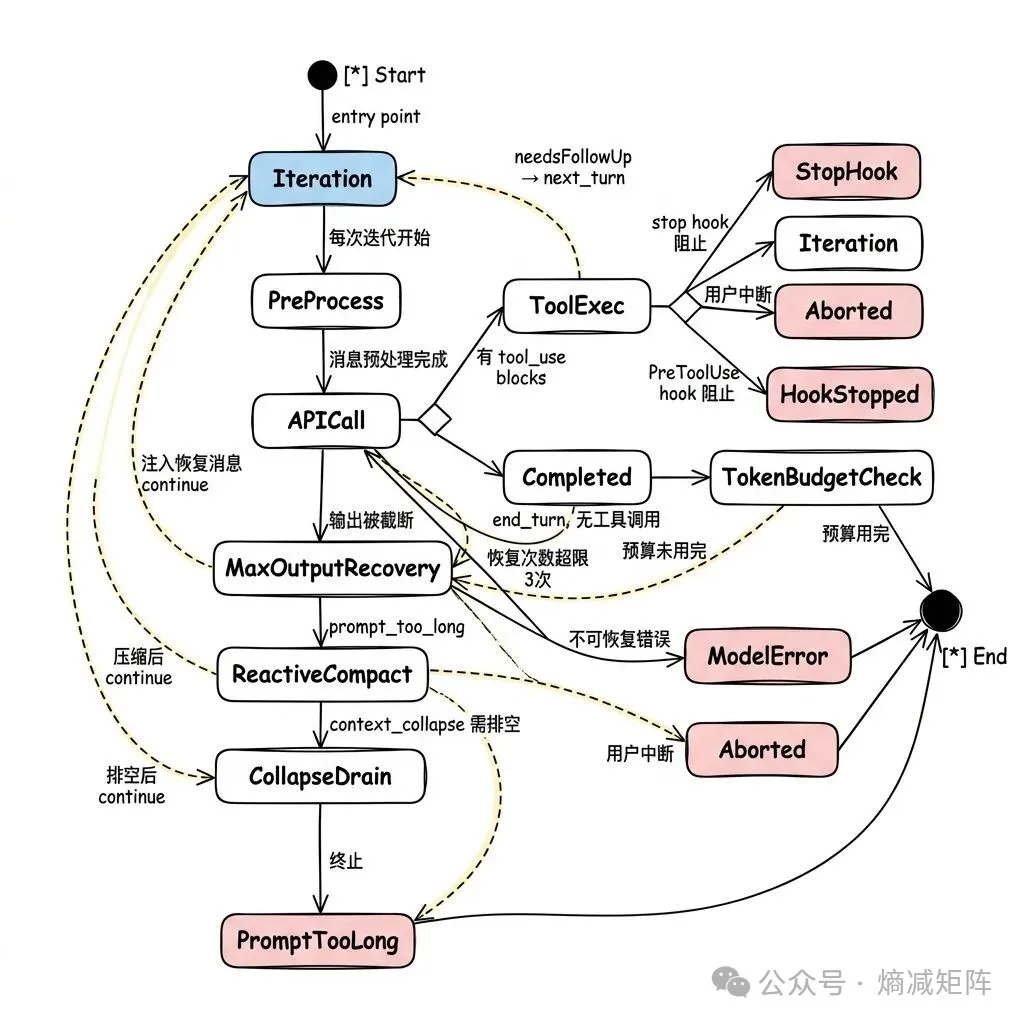 [*] Start
entry point
Iteration
needsFollowUp
→ next_turn
StopHook
stop hook
阻止
Iteration
每次迭代开始
PreProcess
ToolExec
用户中断
Aborted
消息预处理完成
有 tool_use
blocks
PreToolUse
hook 阻止
HookStopped
APICall
注入恢复消息
continue
Completed
TokenBudgetCheck
输出被截断
end_turn, 无工具调用
预算用完
恢复次数超限
3次
预算未用完
MaxOutputRecovery
prompt_too_long
不可恢复错误
ModelError
[*] End
压缩后
continue
ReactiveCompact
context_collapse 需排空
用户中断
Aborted
排空后
continue
CollapseDrain
终止
PromptTooLong
公众号 · 熵减矩阵